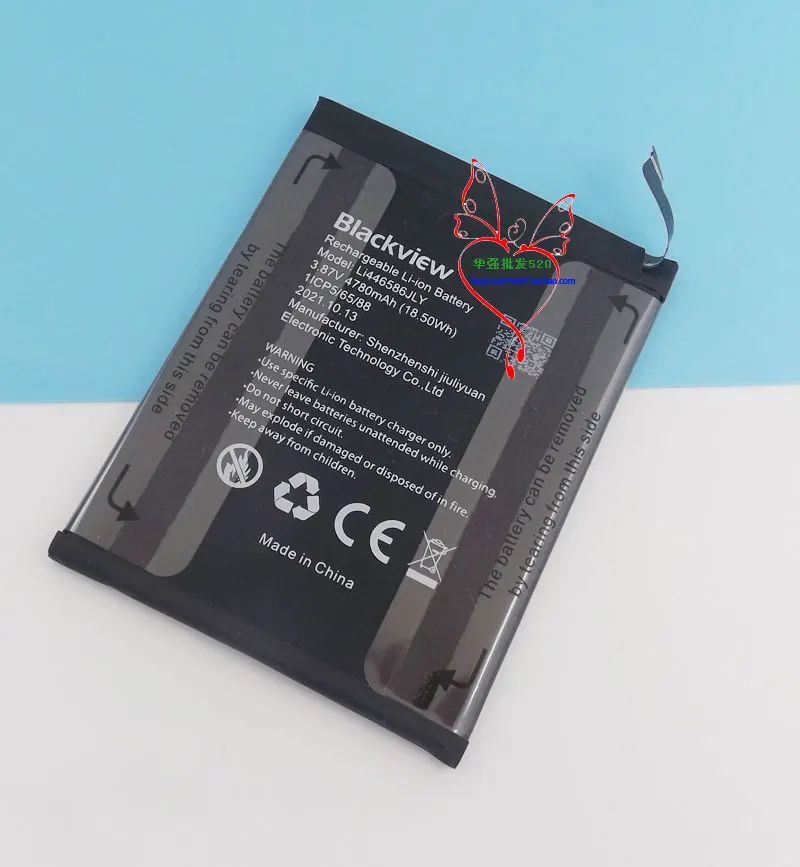 Blackview
Rechargeable Li-ion Battery
Model: Li446586JLY
3.87V 4780mAh (18.50Wh)
1ICP5/65/88
2021.10.13
Manufacturer: Shenzhenshi jiuliyuan
Electronic Technology Co.,Ltd
WARNING
•Use specific Li-ion battery charger only.
•Never leave batteries unattended while charging.
•Do not short circuit.
•May explode if damaged or disposed of in fire.
•Keep away from children.
CE
Made in China
The battery can be removed
by tearing from this side
The battery can be removed
by tearing from this side
华强批发520